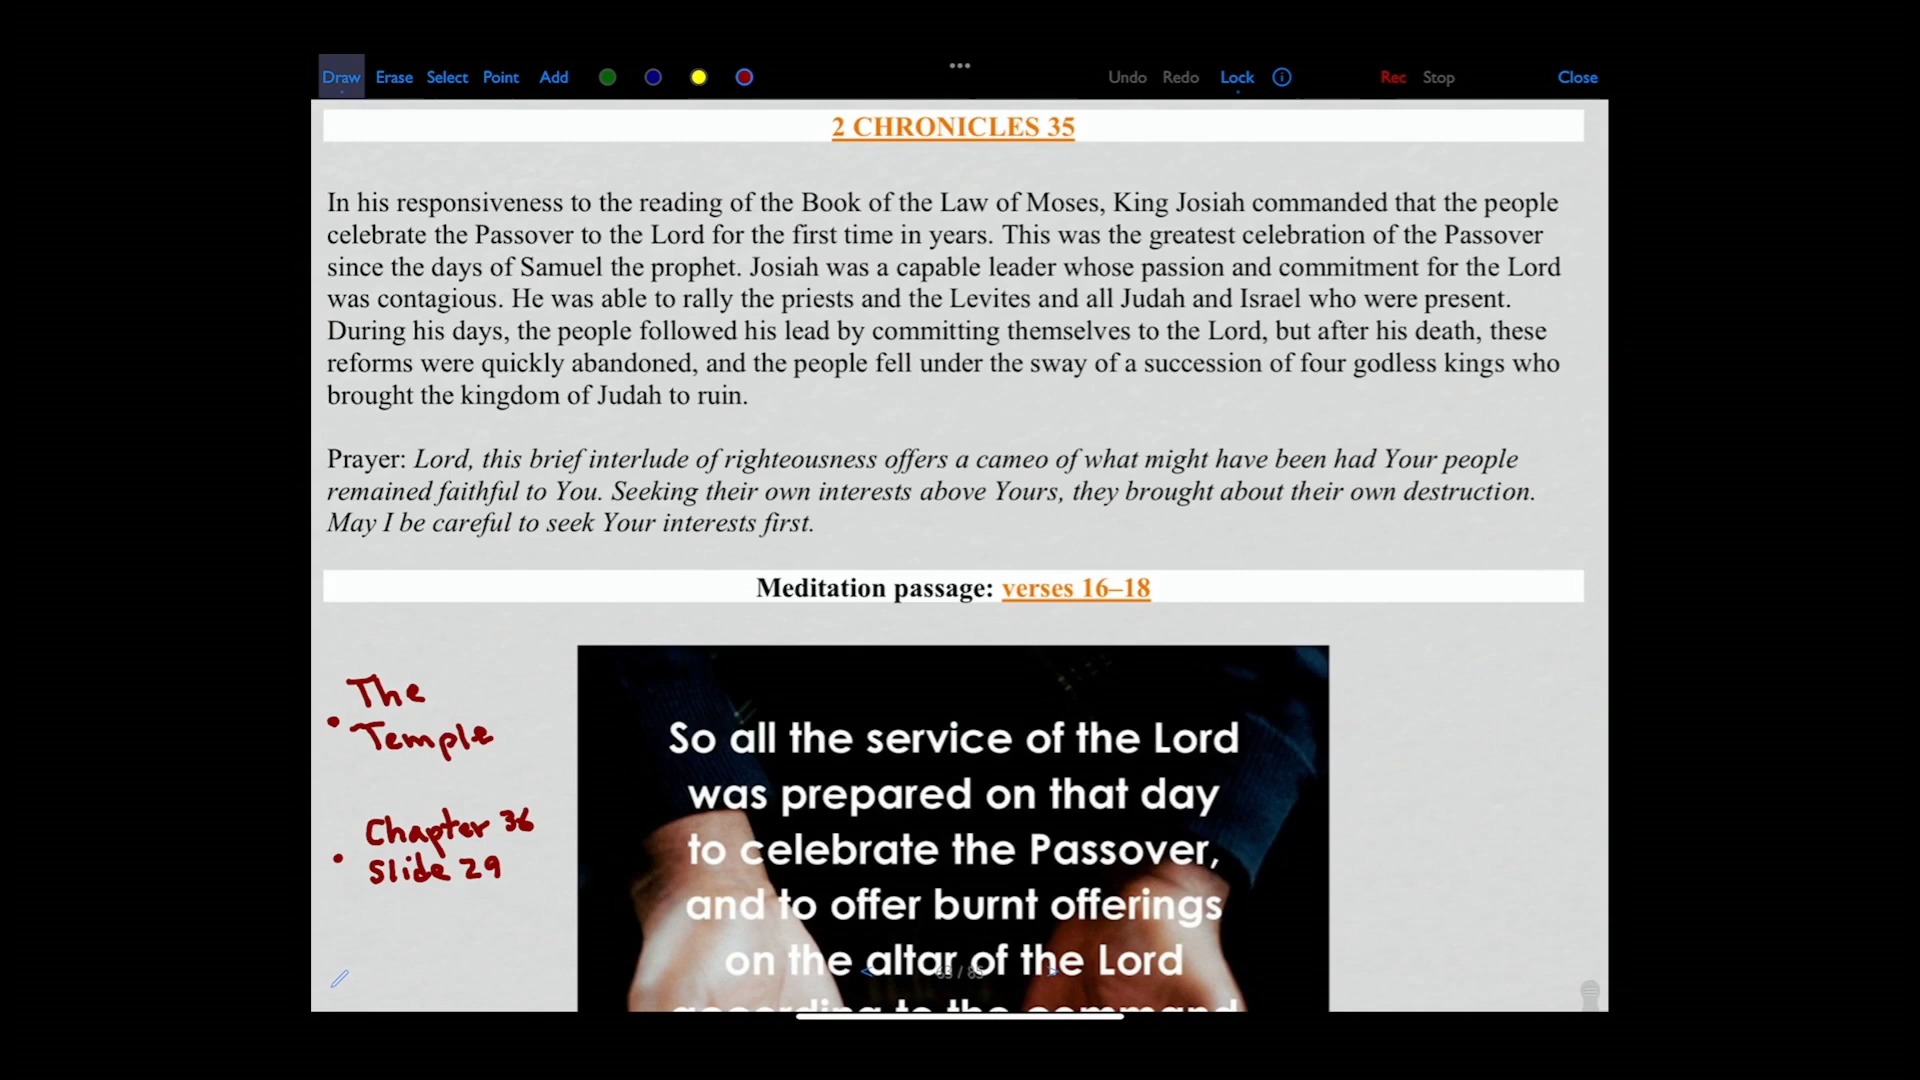 Draw Erase Select Point Add ... Undo Redo Lock i Rec Stop Close
2 CHRONICLES 35
In his responsiveness to the reading of the Book of the Law of Moses, King Josiah commanded that the people
celebrate the Passover to the Lord for the first time in years. This was the greatest celebration of the Passover
since the days of Samuel the prophet. Josiah was a capable leader whose passion and commitment for the Lord
was contagious. He was able to rally the priests and the Levites and all Judah and Israel who were present.
During his days, the people followed his lead by committing themselves to the Lord, but after his death, these
reforms were quickly abandoned, and the people fell under the sway of a succession of four godless kings who
brought the kingdom of Judah to ruin.
Prayer: Lord, this brief interlude of righteousness offers a cameo of what might have been had Your people
remained faithful to You. Seeking their own interests above Yours, they brought about their own destruction.
May I be careful to seek Your interests first.
Meditation passage: verses 16–18
• The
Temple
• Chapter 36
Slide 29
So all the service of the Lord
was prepared on that day
to celebrate the Passover,
and to offer burnt offerings
on the altar of the Lord
according to the command